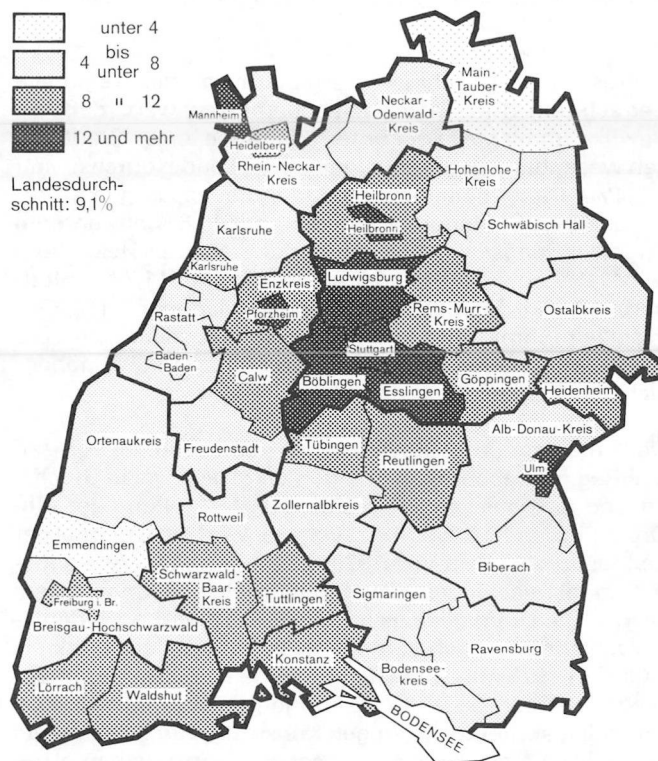 unter 4
4 bis unter 8
8 " 12
12 und mehr
Landesdurch-
schnitt: 9,1%
Main-
Tauber-
Kreis
Neckar-
Odenwald-
Kreis
Mannheim
Heidelberg
Rhein-Neckar-
Kreis
Hohenlohe-
Kreis
Heilbronn
Heilbronn
Schwäbisch Hall
Karlsruhe
Karlsruhe
Ludwigsburg
Enzkreis
Pforzheim
Rems-Murr-
Kreis
Ostalbkreis
Rastatt
Baden-
Baden
Stuttgart
Calw
Böblingen
Esslingen
Göppingen
Heidenheim
Ortenaukreis
Freudenstadt
Tübingen
Reutlingen
Alb-Donau-Kreis
Ulm
Rottweil
Zollernalbkreis
Emmendingen
Schwarzwald-
Baar-
Kreis
Tuttlingen
Sigmaringen
Biberach
Freiburg i. Br.
Breisgau-Hochschwarzwald
Konstanz
Ravensburg
Bodensee-
kreis
Lörrach
Waldshut
BODENSEE